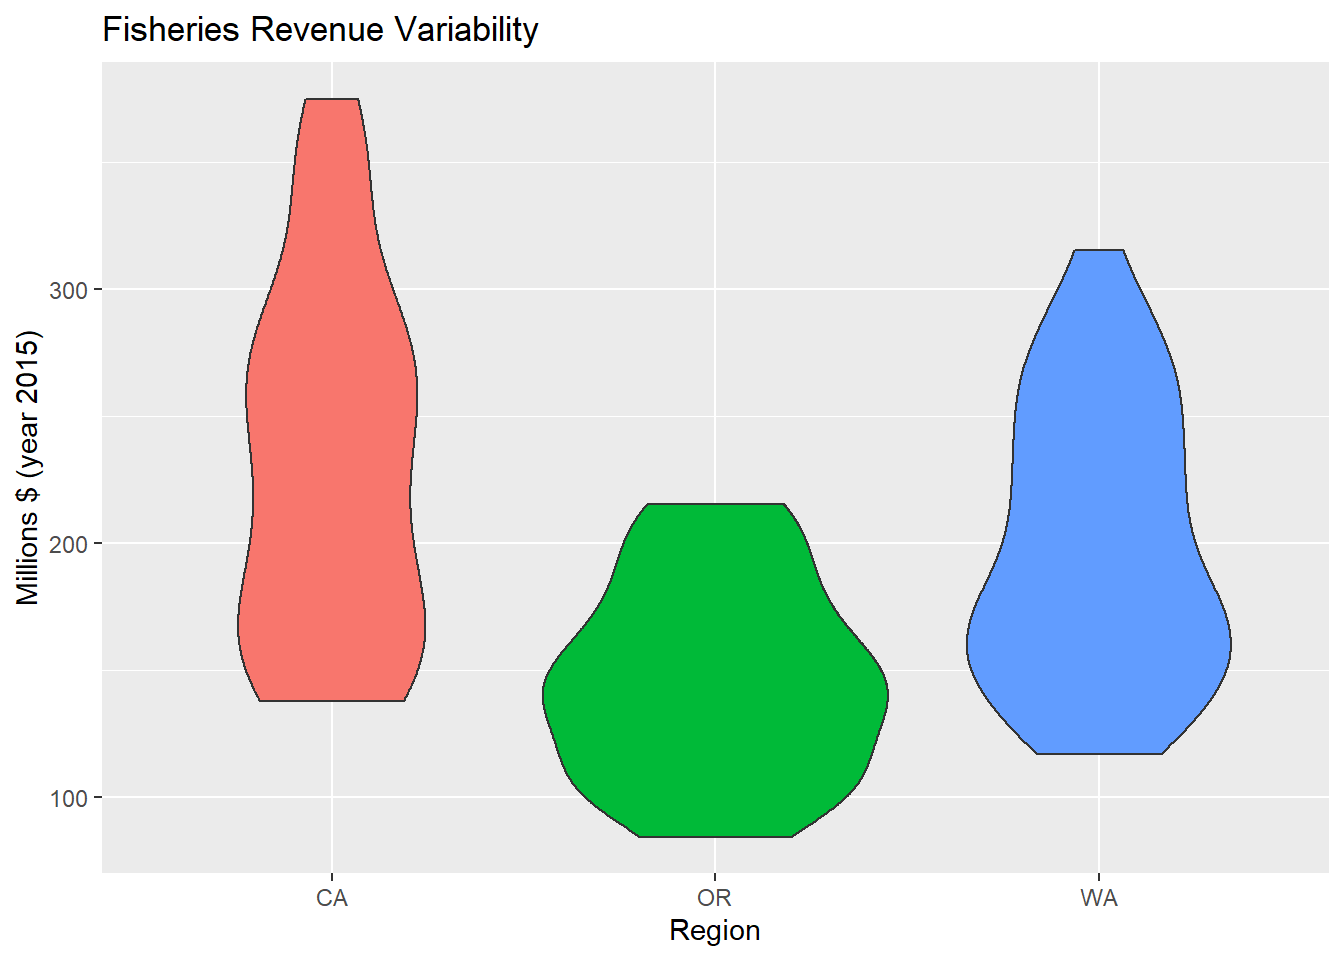 Fisheries Revenue Variability
Millions $ (year 2015)
300
200
100
CA
OR
WA
Region